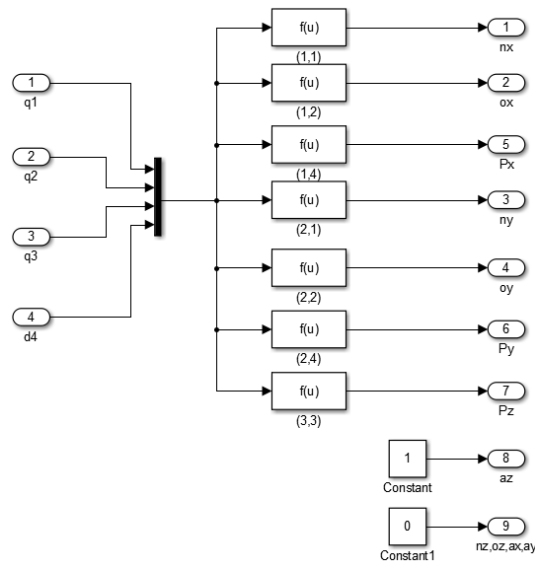 f(u)
1
(1,1)
nx
1
q1
f(u)
2
(1,2)
ox
f(u)
5
(1,4)
Px
2
q2
f(u)
3
(2,1)
ny
3
q3
f(u)
4
(2,2)
oy
4
d4
f(u)
6
(2,4)
Py
f(u)
7
(3,3)
Pz
1
8
Constant
az
0
9
Constant1
nz,oz,ax,ay